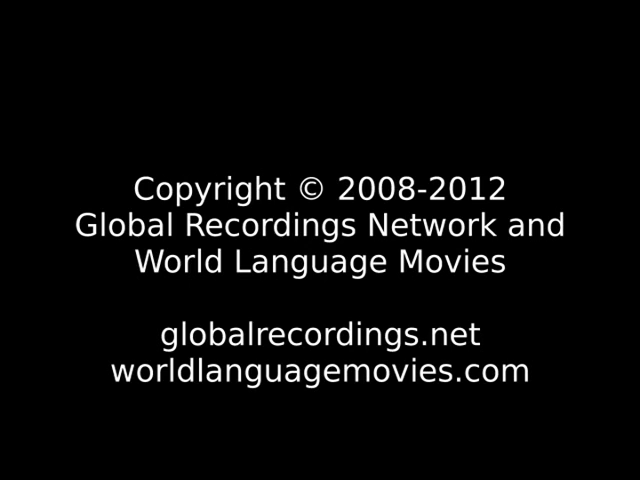 Copyright © 2008-2012
Global Recordings Network and
World Language Movies
globalrecordings.net
worldlanguagemovies.com